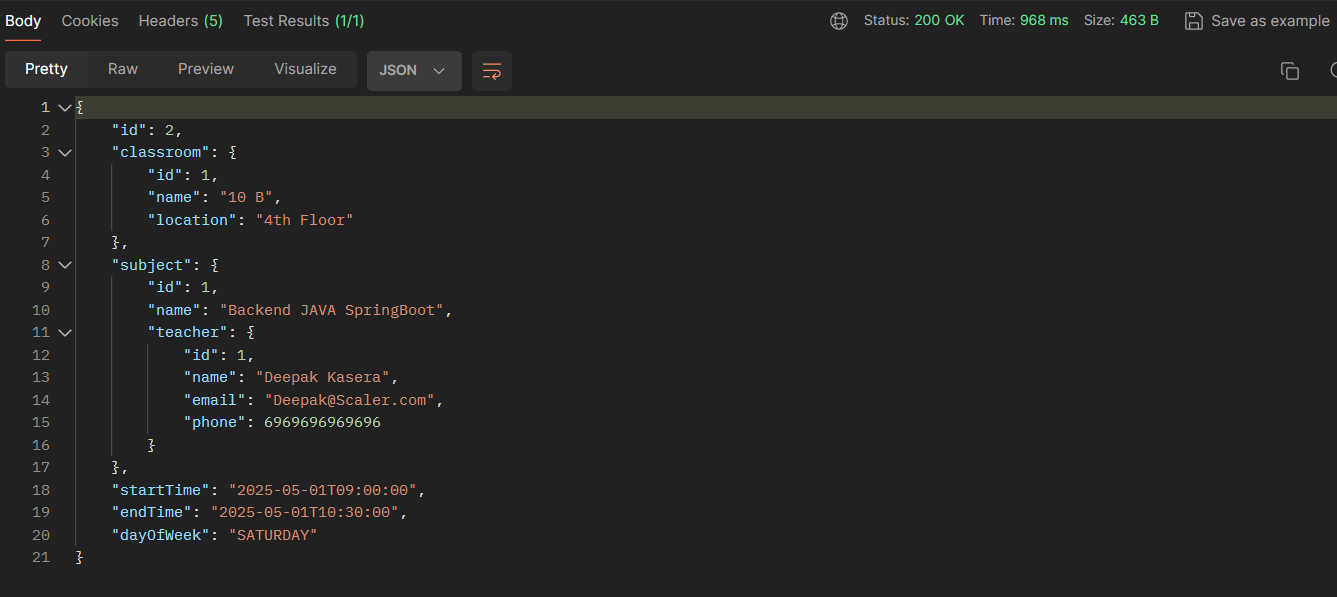 Body Cookies Headers (5) Test Results (1/1) Status: 200 OK Time: 968 ms Size: 463 B Save as example
Pretty Raw Preview Visualize JSON
1 {
2 "id": 2,
3 "classroom": {
4 "id": 1,
5 "name": "10 B",
6 "location": "4th Floor"
7 },
8 "subject": {
9 "id": 1,
10 "name": "Backend JAVA SpringBoot",
11 "teacher": {
12 "id": 1,
13 "name": "Deepak Kasera",
14 "email": "Deepak@Scaler.com",
15 "phone": 6969696969696
16 }
17 },
18 "startTime": "2025-05-01T09:00:00",
19 "endTime": "2025-05-01T10:30:00",
20 "dayOfWeek": "SATURDAY"
21 }